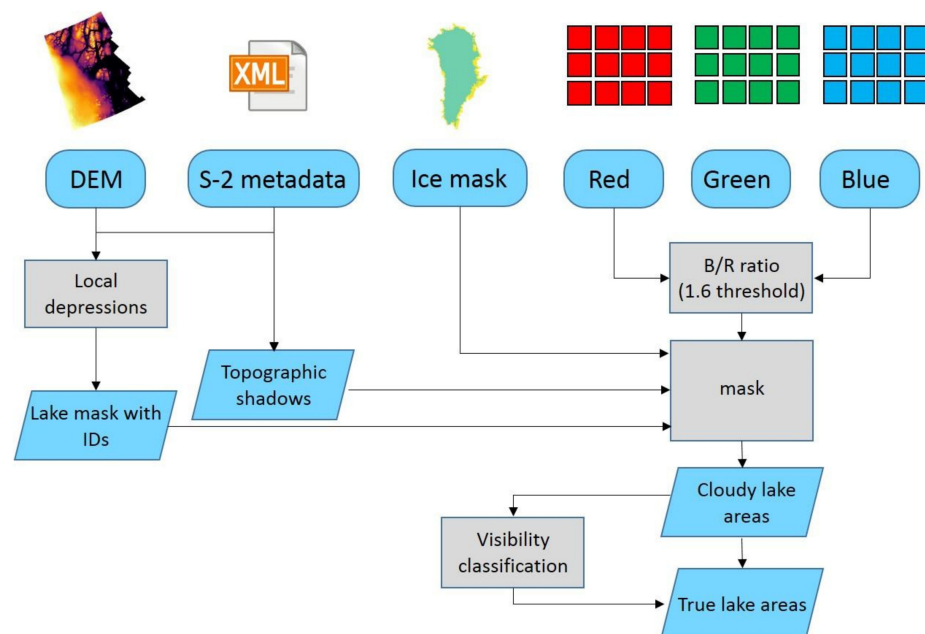 XML
DEM
S-2 metadata
Ice mask
Red
Green
Blue
Local
depressions
B/R ratio
(1.6 threshold)
Topographic
shadows
mask
Lake mask with
IDs
Cloudy lake
areas
Visibility
classification
True lake areas